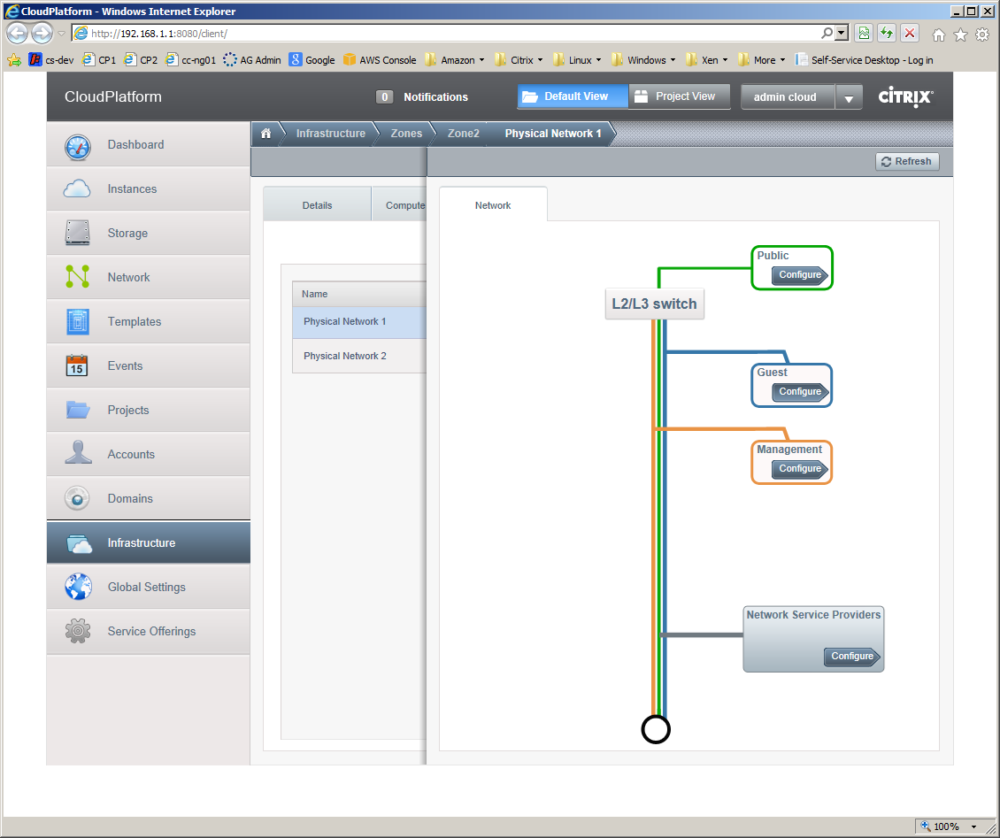 CloudPlatform - Windows Internet Explorer
http://192.168.1.1:8080/client/
cs-dev CP1 CP2 cc-ng01 AG Admin Google AWS Console Amazon Citrix Linux Windows Xen More Self-Service Desktop - Log in
CloudPlatform 0 Notifications Default View Project View admin cloud CITRIX
Infrastructure Zones Zone2 Physical Network 1
Refresh
Dashboard
Instances
Storage
Network
Templates
15 Events
Projects
Accounts
Domains
Infrastructure
Global Settings
Service Offerings
Details Compute Network
Name
Physical Network 1
Physical Network 2
Public
Configure
L2/L3 switch
Guest
Configure
Management
Configure
Network Service Providers
Configure
100%